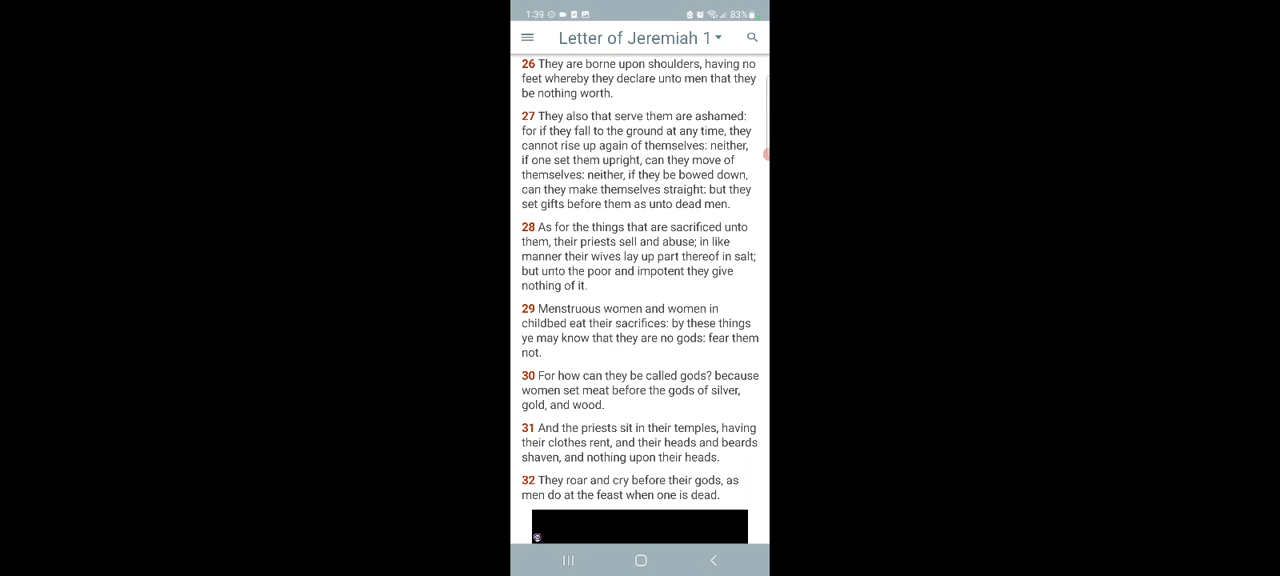 1:39
83%
Letter of Jeremiah 1
26 They are borne upon shoulders, having no
feet whereby they declare unto men that they
be nothing worth.
27 They also that serve them are ashamed:
for if they fall to the ground at any time, they
cannot rise up again of themselves: neither,
if one set them upright, can they move of
themselves: neither, if they be bowed down,
can they make themselves straight: but they
set gifts before them as unto dead men.
28 As for the things that are sacrificed unto
them, their priests sell and abuse; in like
manner their wives lay up part thereof in salt;
but unto the poor and impotent they give
nothing of it.
29 Menstruous women and women in
childbed eat their sacrifices: by these things
ye may know that they are no gods: fear them
not.
30 For how can they be called gods? because
women set meat before the gods of silver,
gold, and wood.
31 And the priests sit in their temples, having
their clothes rent, and their heads and beards
shaven, and nothing upon their heads.
32 They roar and cry before their gods, as
men do at the feast when one is dead.